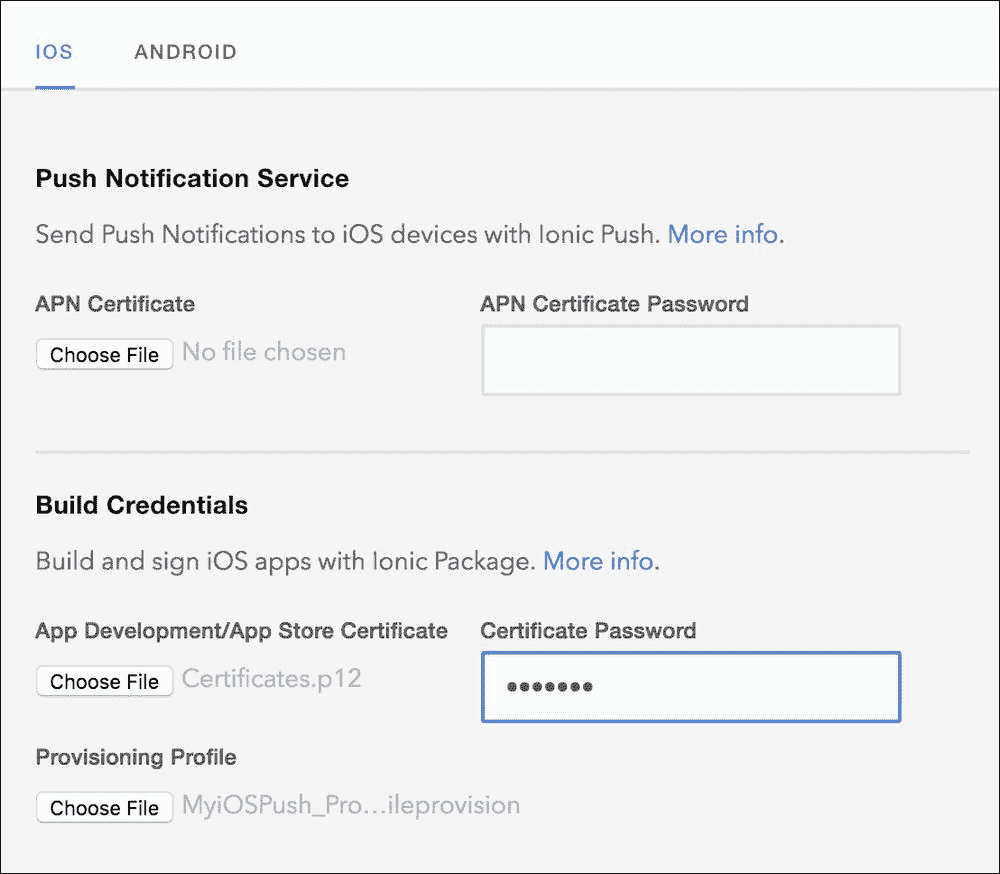 IOS ANDROID
Push Notification Service
Send Push Notifications to iOS devices with Ionic Push. More info.
APN Certificate APN Certificate Password
Choose File No file chosen
Build Credentials
Build and sign iOS apps with Ionic Package. More info.
App Development/App Store Certificate Certificate Password
Choose File Certificates.p12 •••••••
Provisioning Profile
Choose File MyiOSPush_Pro...ileprovision